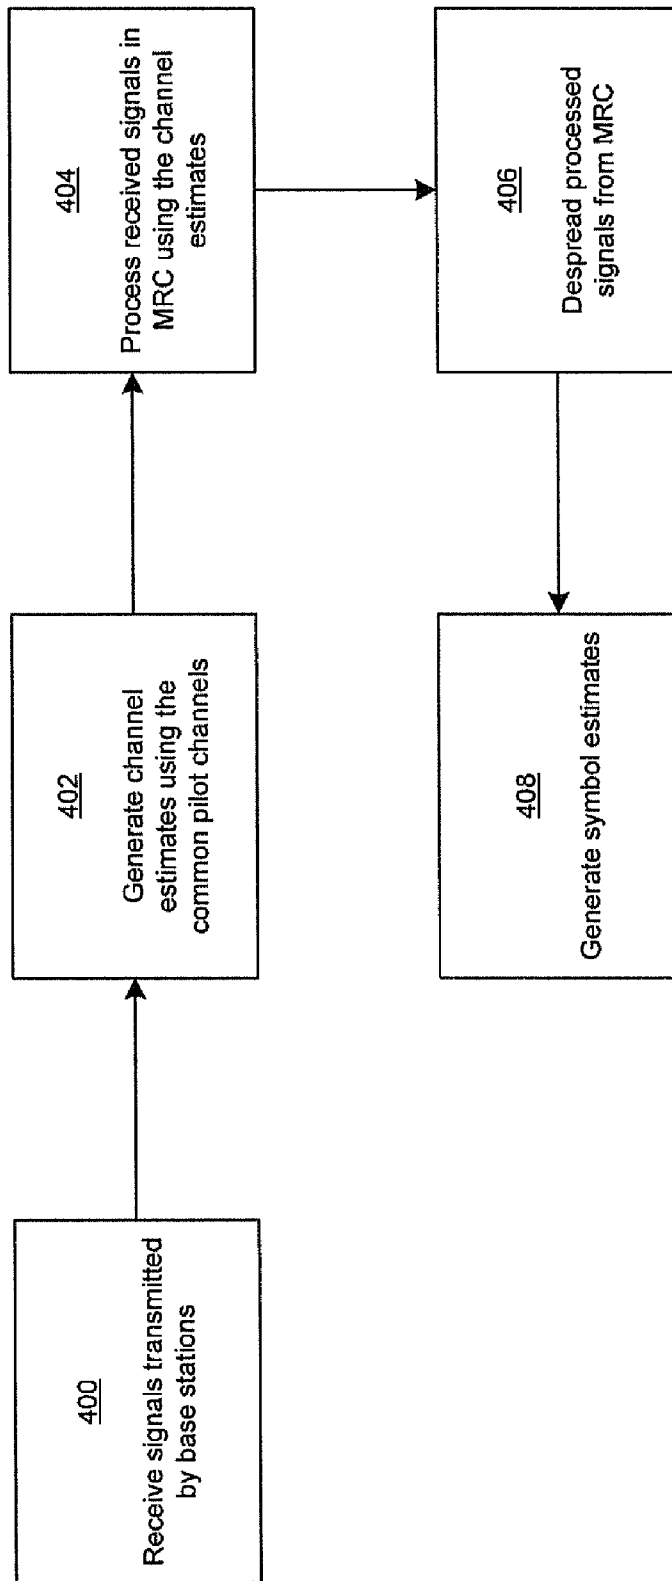 400
Receive signals transmitted
by base stations
402
Generate channel
estimates using the
common pilot channels
404
Process received signals in
MRC using the channel
estimates
406
Despread processed
signals from MRC
408
Generate symbol estimates